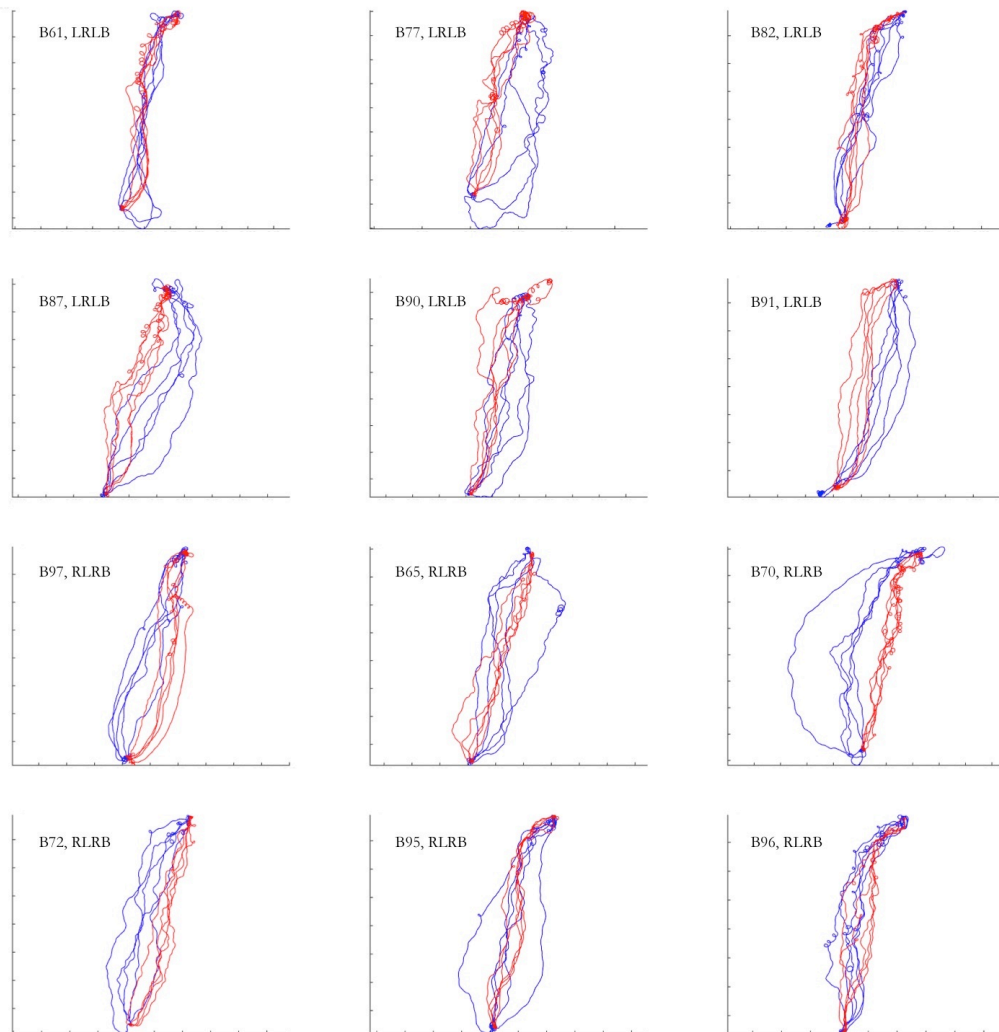 B61, LRLB
B77, LRLB
B82, LRLB
B87, LRLB
B90, LRLB
B91, LRLB
B97, RLRB
B65, RLRB
B70, RLRB
B72, RLRB
B95, RLRB
B96, RLRB